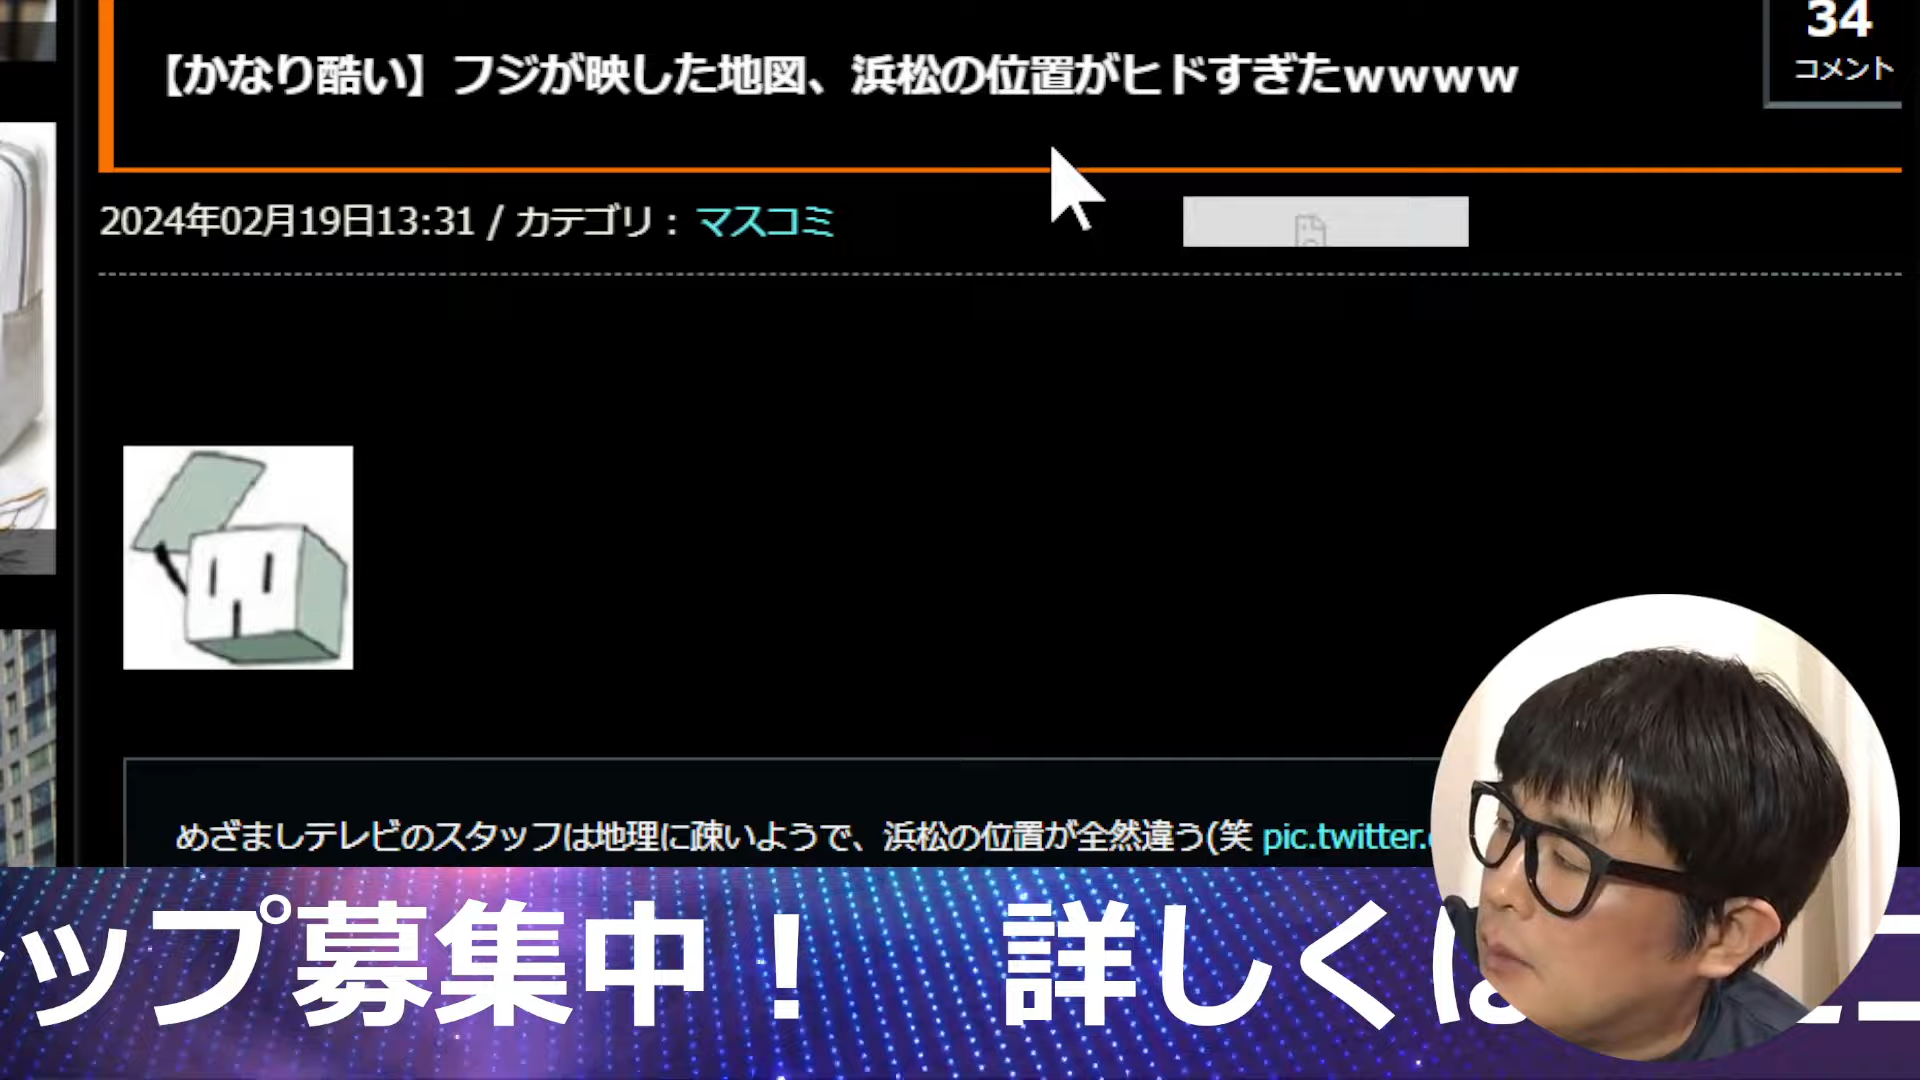 【かなり酷い】フジが映した地図、浜松の位置がヒドすぎたｗｗｗｗ
34
コメント
2024年02月19日13:31 / カテゴリ： マスコミ
めざましテレビのスタッフは地理に疎いようで、浜松の位置が全然違う(笑 pic.twitter.
ップ募集中！　詳しくは